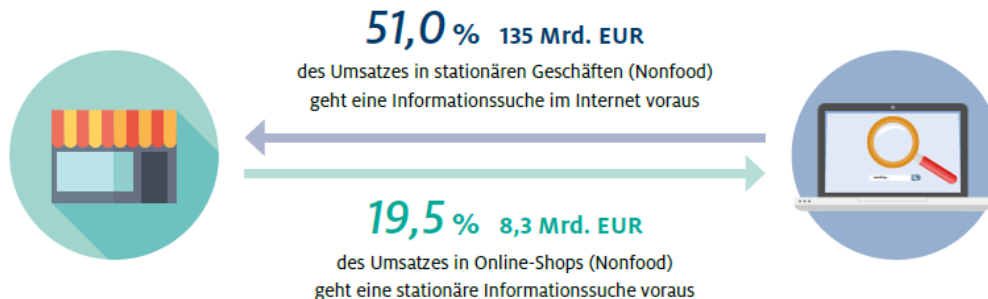 51,0 % 135 Mrd. EUR
des Umsatzes in stationären Geschäften (Nonfood)
geht eine Informationssuche im Internet voraus
19,5 % 8,3 Mrd. EUR
des Umsatzes in Online-Shops (Nonfood)
geht eine stationäre Informationssuche voraus